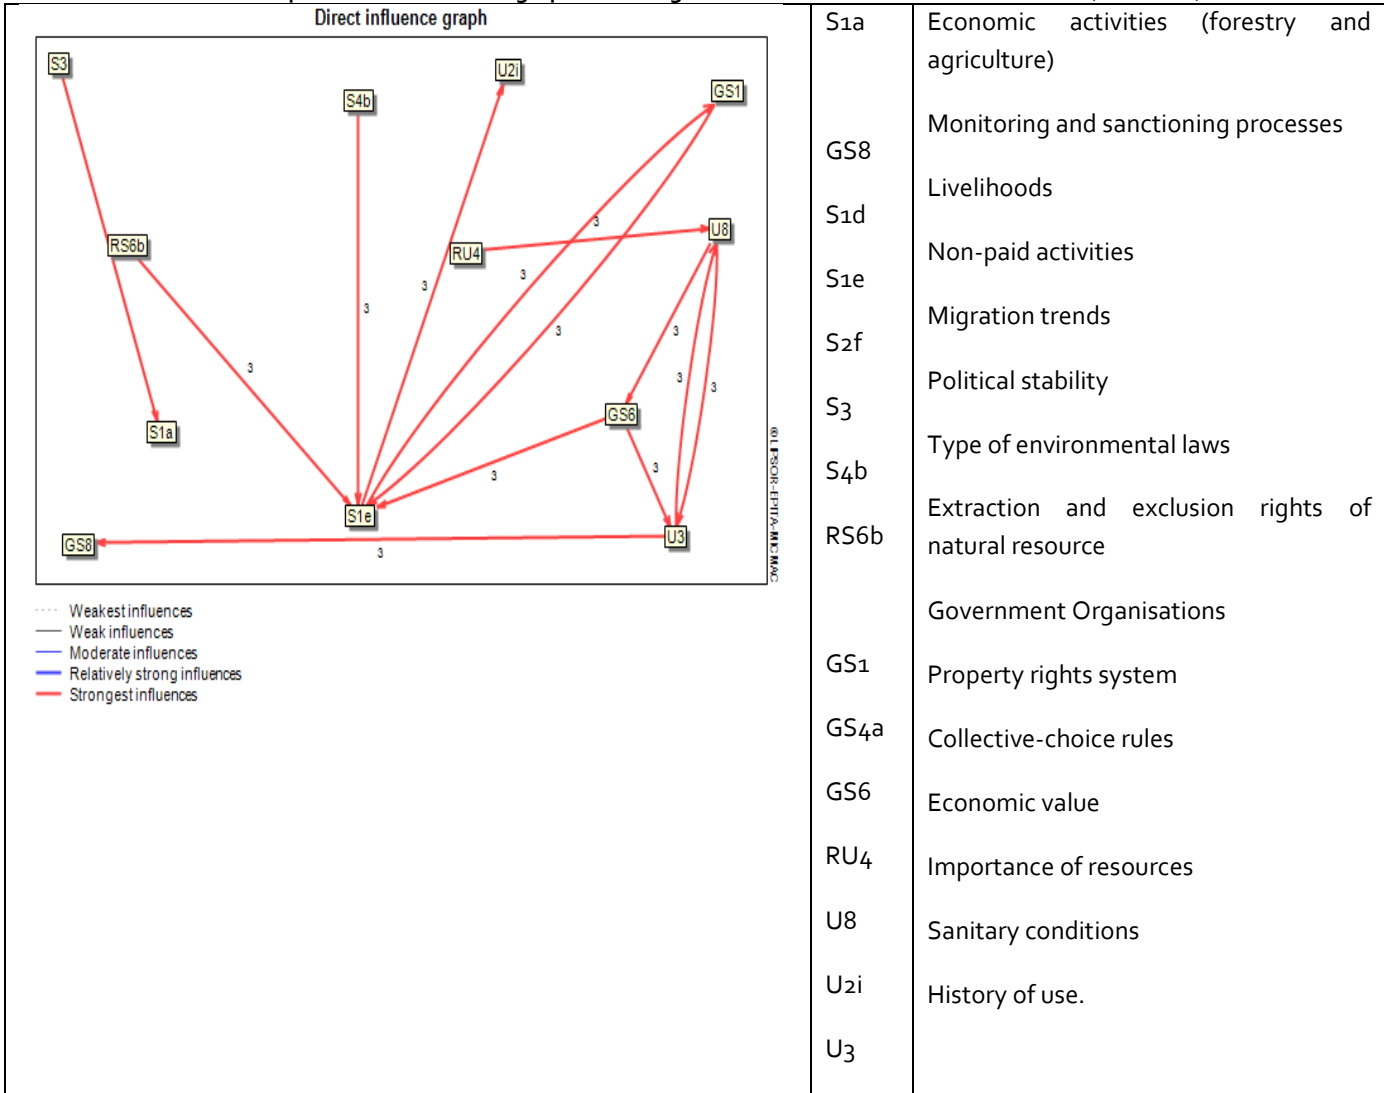 Direct influence graph
S3
U2i
S4b
GS1
RS6b
RU4
U8
3
3
3
3
3
3
3
3
3
3
GS6
S1a
3
3
S1e
U3
GS8
3
© LIPSOR-EPITA-MICMAC
Weakest influences
Weak influences
Moderate influences
Relatively strong influences
Strongest influences
S1a
GS8
S1d
S1e
S2f
S3
S4b
RS6b
GS1
GS4a
GS6
RU4
U8
U2i
U3
Economic activities (forestry and
agriculture)
Monitoring and sanctioning processes
Livelihoods
Non-paid activities
Migration trends
Political stability
Type of environmental laws
Extraction and exclusion rights of
natural resource
Government Organisations
Property rights system
Collective-choice rules
Economic value
Importance of resources
Sanitary conditions
History of use.